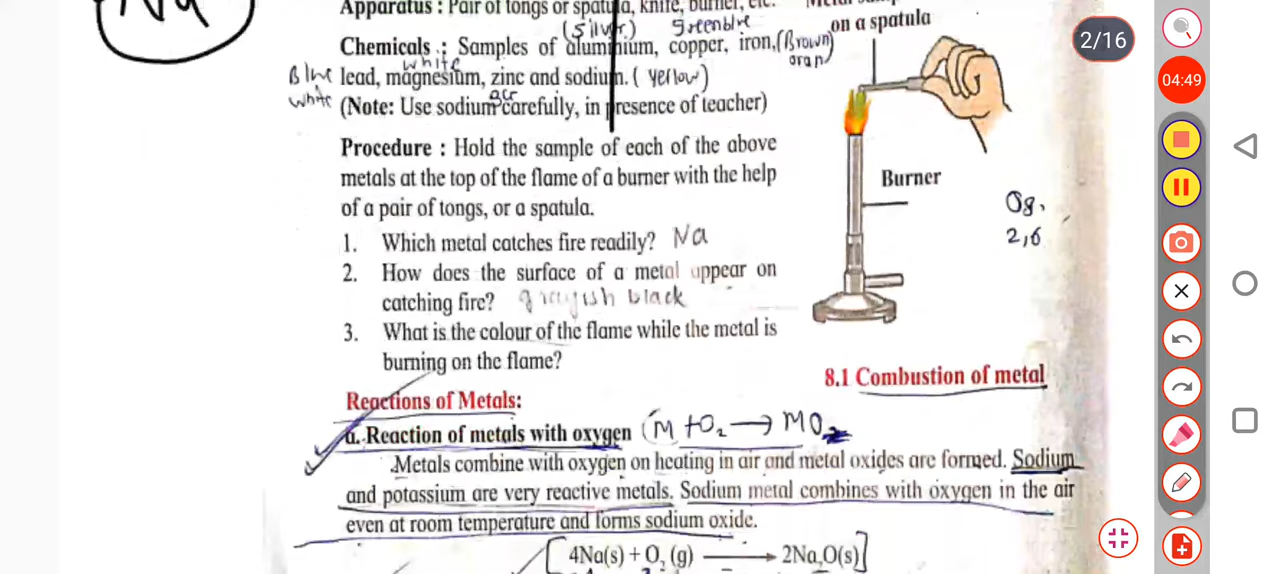 Na
Apparatus : Pair of tongs or spatula, knife, burner, etc.
(silver) greenblue
Chemicals : Samples of aluminium, copper, iron, (Brown
oran)
on a spatula
white
Blue lead, magnesium, zinc and sodium. (yellow)
white (Note: Use sodium carefully, in presence of teacher)
Procedure : Hold the sample of each of the above
metals at the top of the flame of a burner with the help
of a pair of tongs, or a spatula.
Burner
O8,
2,6
1. Which metal catches fire readily? Na
2. How does the surface of a metal appear on
catching fire? grayish black
3. What is the colour of the flame while the metal is
burning on the flame?
8.1 Combustion of metal
Reactions of Metals:
a. Reaction of metals with oxygen (M + O2 → MO
Metals combine with oxygen on heating in air and metal oxides are formed. Sodium
and potassium are very reactive metals. Sodium metal combines with oxygen in the air
even at room temperature and forms sodium oxide.
[4Na(s) + O2 (g) → 2Na2O(s)]
2/16
04:49